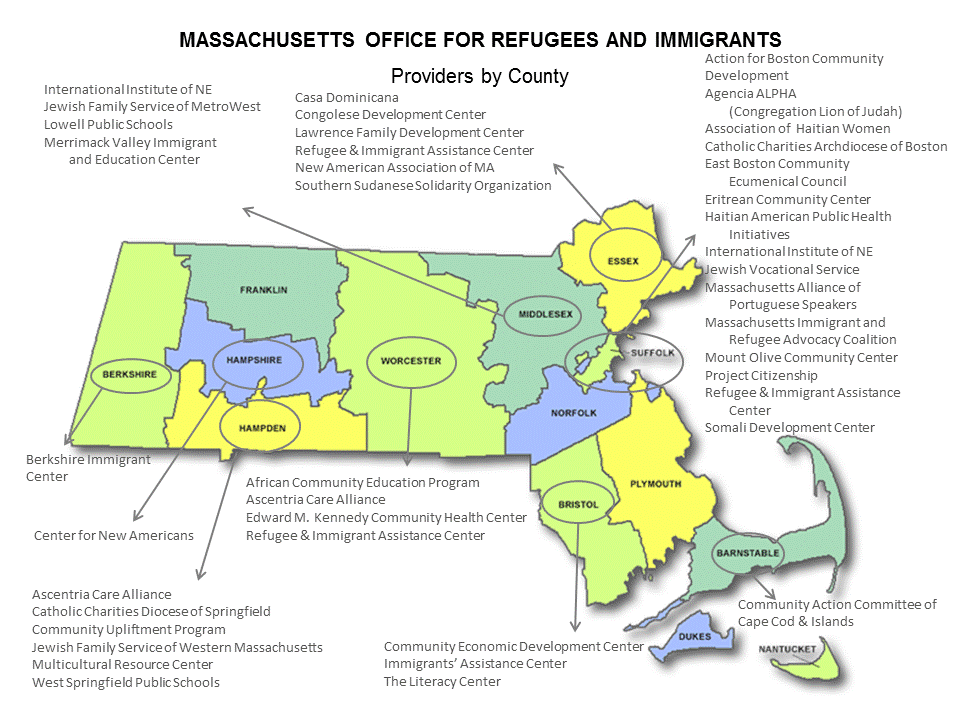 MASSACHUSETTS OFFICE FOR REFUGEES AND IMMIGRANTS
Providers by County
International Institute of NE
Jewish Family Service of MetroWest
Lowell Public Schools
Merrimack Valley Immigrant
and Education Center
Casa Dominicana
Congolese Development Center
Lawrence Family Development Center
Refugee & Immigrant Assistance Center
New American Association of MA
Southern Sudanese Solidarity Organization
Action for Boston Community
Development
Agencia ALPHA
(Congregation Lion of Judah)
Association of Haitian Women
Catholic Charities Archdiocese of Boston
East Boston Community
Ecumenical Council
Eritrean Community Center
Haitian American Public Health
Initiatives
International Institute of NE
Jewish Vocational Service
Massachusetts Alliance of
Portuguese Speakers
Massachusetts Immigrant and
Refugee Advocacy Coalition
Mount Olive Community Center
Project Citizenship
Refugee & Immigrant Assistance
Center
Somali Development Center
ESSEX
FRANKLIN
MIDDLESEX
SUFFOLK
HAMPSHIRE
WORCESTER
BERKSHIRE
NORFOLK
HAMPDEN
PLYMOUTH
BRISTOL
BARNSTABLE
DUKES
NANTUCKET
Berkshire Immigrant
Center
Center for New Americans
African Community Education Program
Ascentria Care Alliance
Edward M. Kennedy Community Health Center
Refugee & Immigrant Assistance Center
Ascentria Care Alliance
Catholic Charities Diocese of Springfield
Community Upliftment Program
Jewish Family Service of Western Massachusetts
Multicultural Resource Center
West Springfield Public Schools
Community Economic Development Center
Immigrants' Assistance Center
The Literacy Center
Community Action Committee of
Cape Cod & Islands